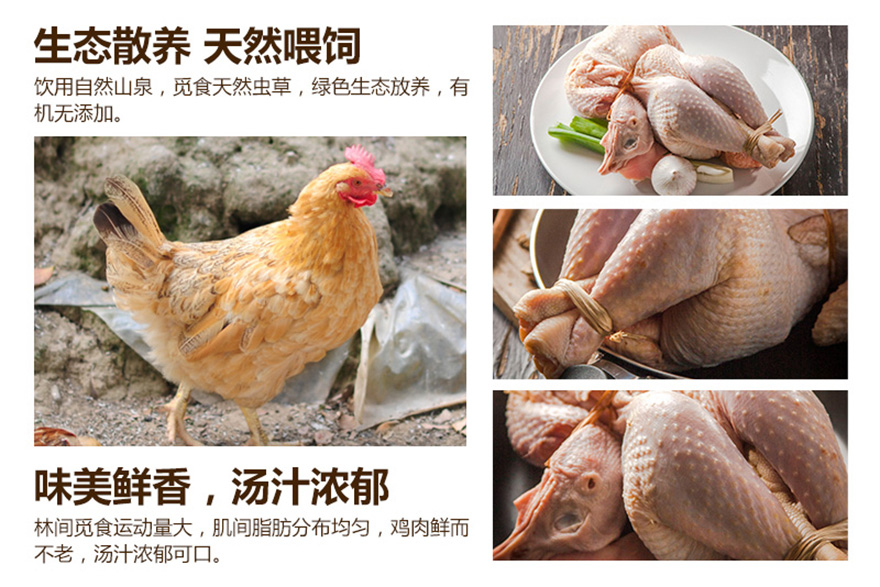 生态散养 天然喂饲
饮用自然山泉，觅食天然虫草，绿色生态放养，有
机无添加。
味美鲜香，汤汁浓郁
林间觅食运动量大，肌间脂肪分布均匀，鸡肉鲜而
不老，汤汁浓郁可口。